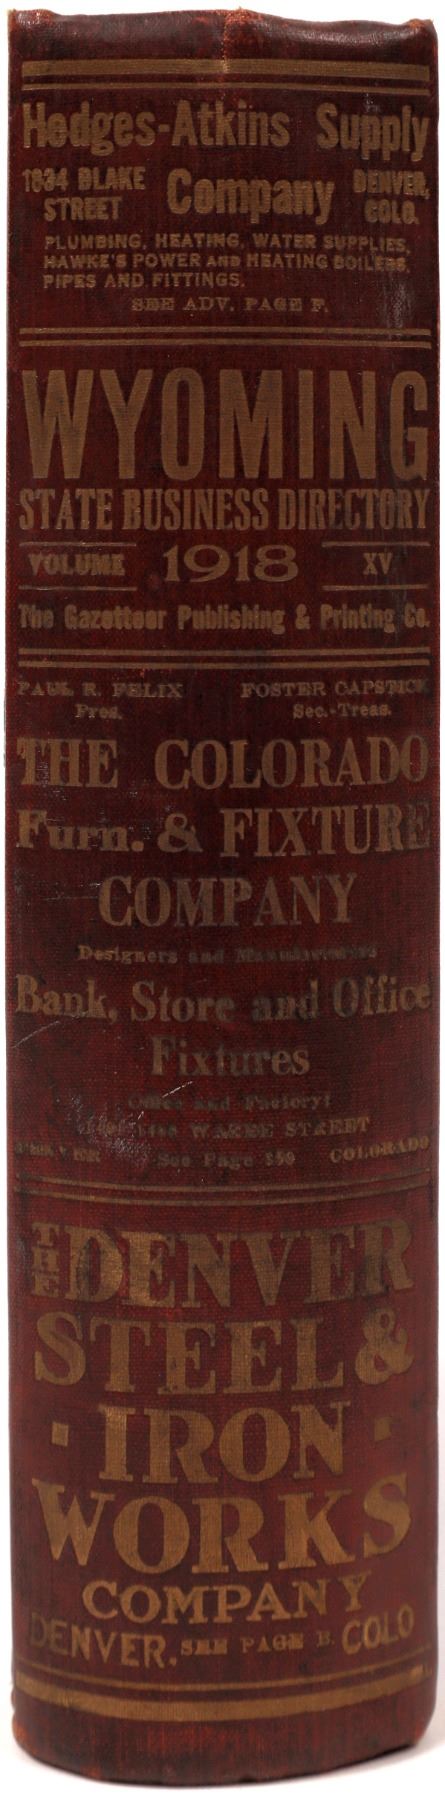 Hedges-Atkins Supply
1834 BLAKE STREET Company DENVER, COLO.
PLUMBING, HEATING, WATER SUPPLIES,
HAWKE'S POWER AND HEATING BOILERS,
PIPES AND FITTINGS.
SEE ADV. PAGE F.
WYOMING
STATE BUSINESS DIRECTORY
VOLUME 1918 XV
The Gazetteer Publishing & Printing Co.
PAUL R. FELIX FOSTER CAPSTICK
Pres. Sec.-Treas.
THE COLORADO
Furn. & FIXTURE
COMPANY
Designers and Manufacturers
Bank, Store and Office
Fixtures
Office and Factory:
WAZEE STREET
See Page COLORADO
THE DENVER
STEEL &
· IRON ·
WORKS
COMPANY
DENVER. SEE PAGE B. COLO